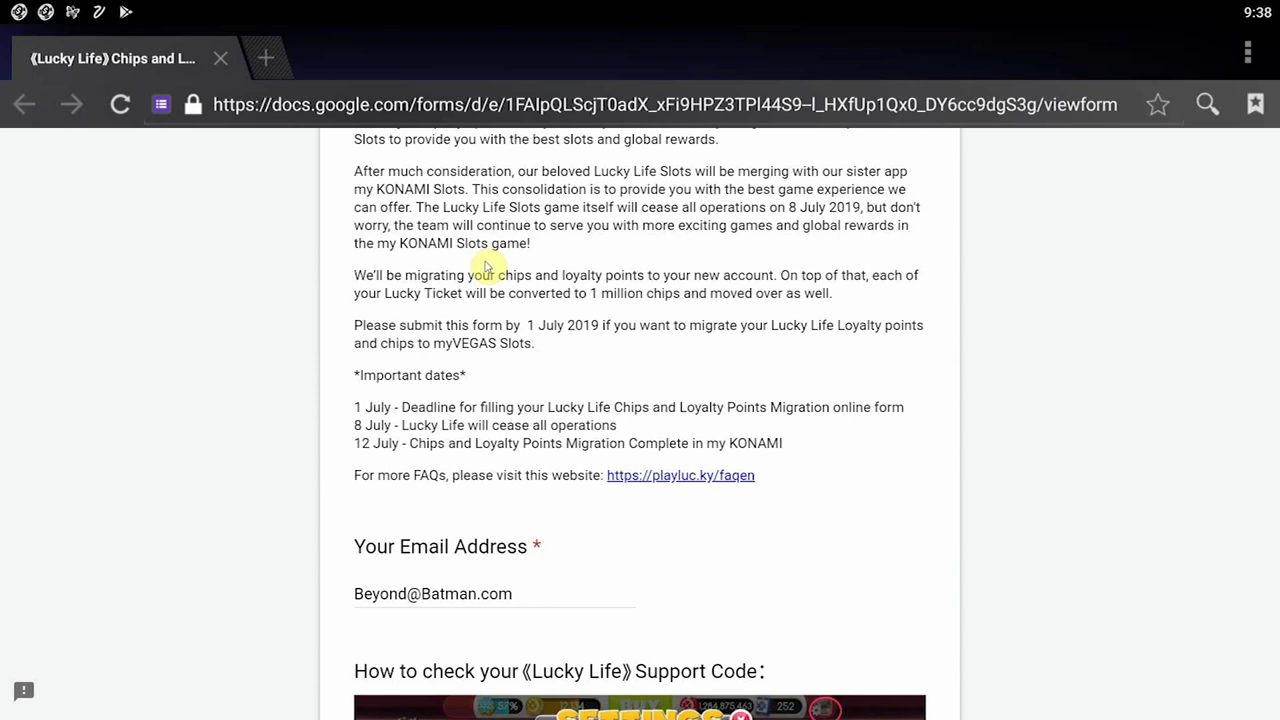 9:38
《Lucky Life》Chips and L...
https://docs.google.com/forms/d/e/1FAIpQLScjT0adX_xFi9HPZ3TPl44S9--l_HXfUp1Qx0_DY6cc9dgS3g/viewform
Slots to provide you with the best slots and global rewards.
After much consideration, our beloved Lucky Life Slots will be merging with our sister app
my KONAMI Slots. This consolidation is to provide you with the best game experience we
can offer. The Lucky Life Slots game itself will cease all operations on 8 July 2019, but don't
worry, the team will continue to serve you with more exciting games and global rewards in
the my KONAMI Slots game!
We'll be migrating your chips and loyalty points to your new account. On top of that, each of
your Lucky Ticket will be converted to 1 million chips and moved over as well.
Please submit this form by  1 July 2019 if you want to migrate your Lucky Life Loyalty points
and chips to myVEGAS Slots.
*Important dates*
1 July - Deadline for filling your Lucky Life Chips and Loyalty Points Migration online form
8 July - Lucky Life will cease all operations
12 July - Chips and Loyalty Points Migration Complete in my KONAMI
For more FAQs, please visit this website: https://playluc.ky/faqen
Your Email Address *
Beyond@Batman.com
How to check your《Lucky Life》Support Code：
57% BUY 1,284,875,463 252
SETTINGS